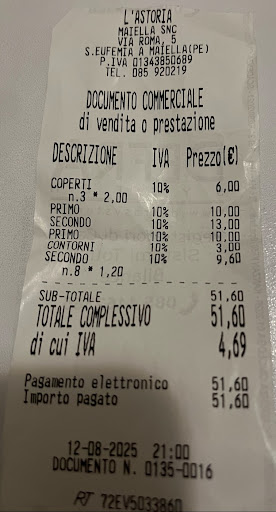 L'ASTORIA
MAIELLA SNC
VIA ROMA, 5
S.EUFEMIA A MAIELLA(PE)
P.IVA 01343850689
TEL. 085 920219
DOCUMENTO COMMERCIALE
di vendita o prestazione
DESCRIZIONE IVA Prezzo(€)
COPERTI 10% 6,00
n.3 * 2,00
PRIMO 10% 10,00
SECONDO 10% 13,00
PRIMO 10% 10,00
CONTORNI 10% 3,00
SECONDO 10% 9,60
n.8 * 1,20
SUB-TOTALE 51,60
TOTALE COMPLESSIVO 51,60
di cui IVA 4,69
Pagamento elettronico 51,60
Importo pagato 51,60
12-08-2025 21:00
DOCUMENTO N. 0135-0016
RT 72EV5033860